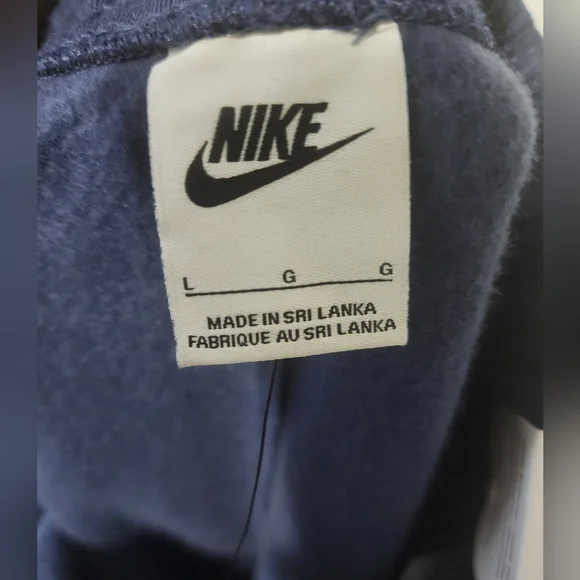 NIKE
L G G
MADE IN SRI LANKA
FABRIQUE AU SRI LANKA